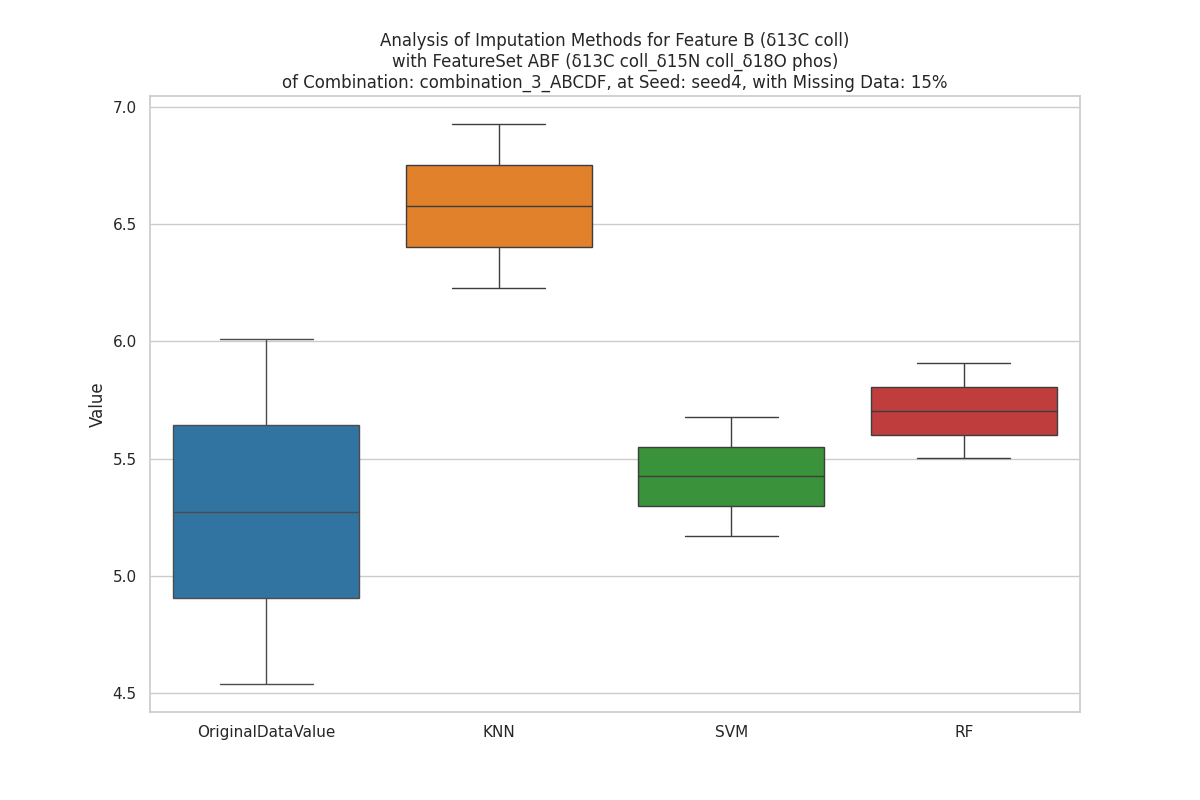 Analysis of Imputation Methods for Feature B (δ13C coll)
with FeatureSet ABF (δ13C coll_δ15N coll_δ18O phos)
of Combination: combination_3_ABCDF, at Seed: seed4, with Missing Data: 15%
7.0
6.5
6.0
5.5
5.0
4.5
Value
OriginalDataValue
KNN
SVM
RF